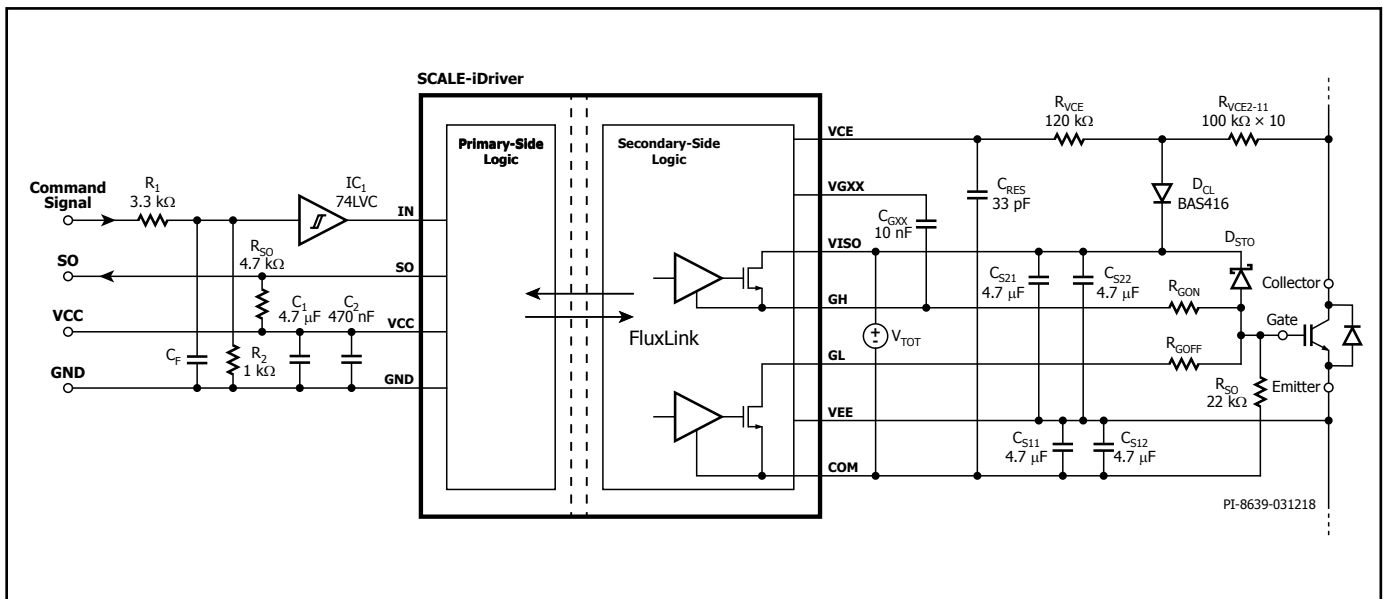 SCALE-iDriver
Primary-Side
Logic
Secondary-Side
Logic
FluxLink
Command
Signal
SO
VCC
GND
R1
3.3 kΩ
IC1
74LVC
RSO
4.7 kΩ
C1
4.7 μF
C2
470 nF
CF
R2
1 kΩ
IN
SO
VCC
GND
VCE
VGXX
VISO
GH
GL
VEE
COM
VTOT
+
-
RVCE
120 kΩ
RVCE2-11
100 kΩ × 10
CRES
33 pF
CGXX
10 nF
DCL
BAS416
DSTO
CS21
4.7 μF
CS22
4.7 μF
RGON
RGOFF
Collector
Gate
Emitter
RSO
22 kΩ
CS11
4.7 μF
CS12
4.7 μF
PI-8639-031218